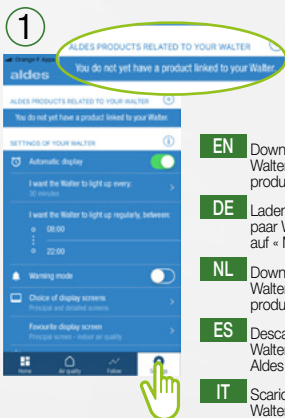 1
ALDES PRODUCTS RELATED TO YOUR WALTER
You do not yet have a product linked to your Walter.
Orange F
aldes
ALDES PRODUCTS RELATED TO YOUR WALTER
You do not yet have a product linked to your Walter.
SETTINGS OF YOUR WALTER
Automatic display
I want the Walter to light up every:
30 minutes
I want the Walter to light up regularly, between:
08:00
22:00
Warning mode
Choice of display screens
Principal and detailed screens
Favourite display screen
Principal screen - indoor air quality
Home
Air quality
Follow
EN Down
Walter
produ
DE Laden
paar W
auf « M
NL Down
Walter
produ
ES Desca
Walter
Aldes
IT Scario
Walter